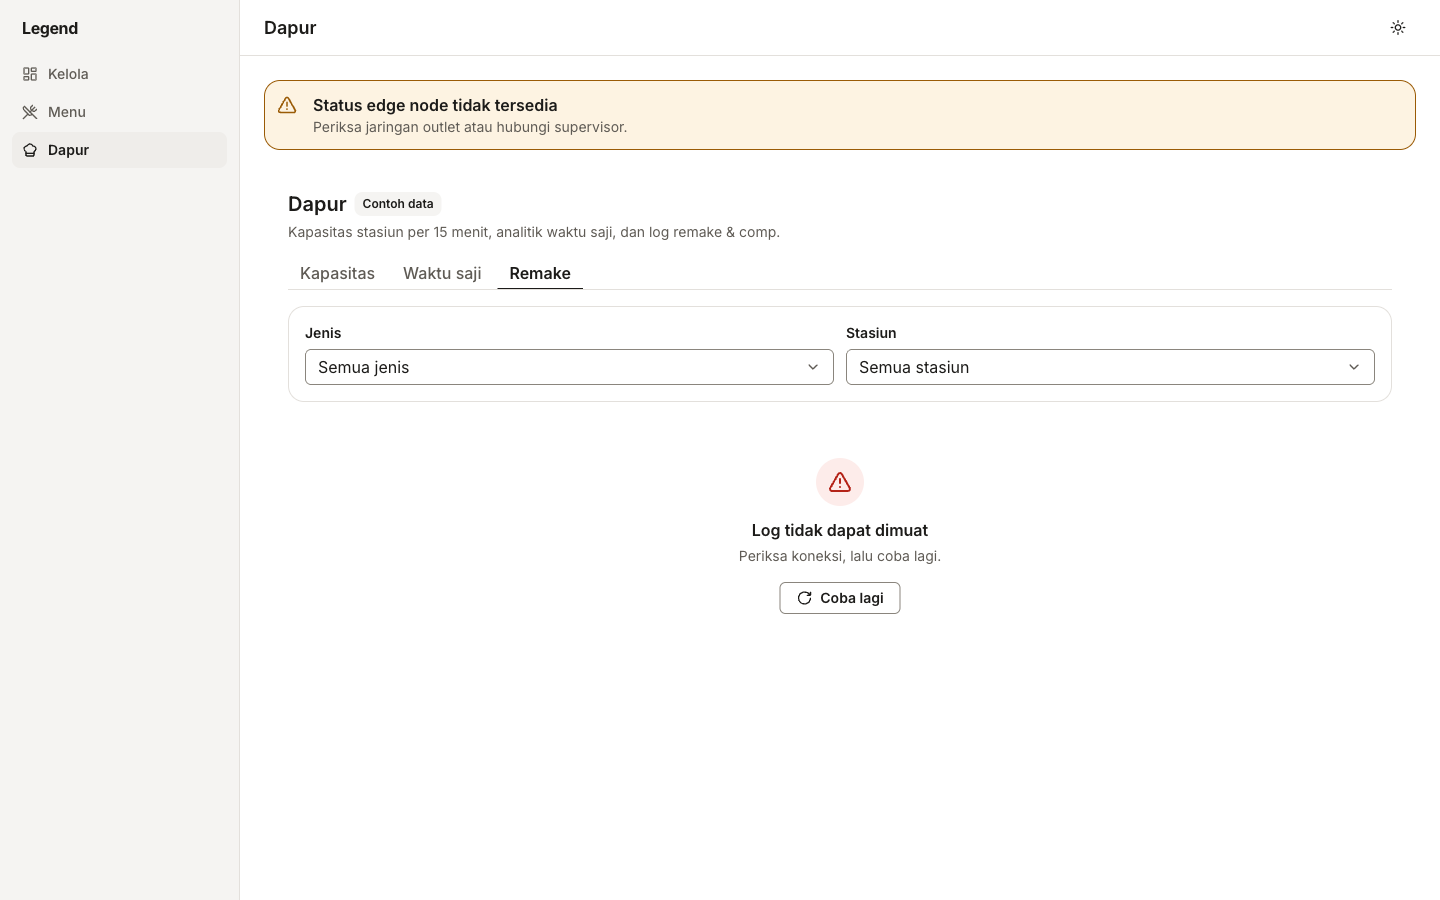 Legend
Kelola
Menu
Dapur
Dapur
Status edge node tidak tersedia
Periksa jaringan outlet atau hubungi supervisor.
Dapur
Contoh data
Kapasitas stasiun per 15 menit, analitik waktu saji, dan log remake & comp.
Kapasitas
Waktu saji
Remake
Jenis
Semua jenis
Stasiun
Semua stasiun
Log tidak dapat dimuat
Periksa koneksi, lalu coba lagi.
Coba lagi